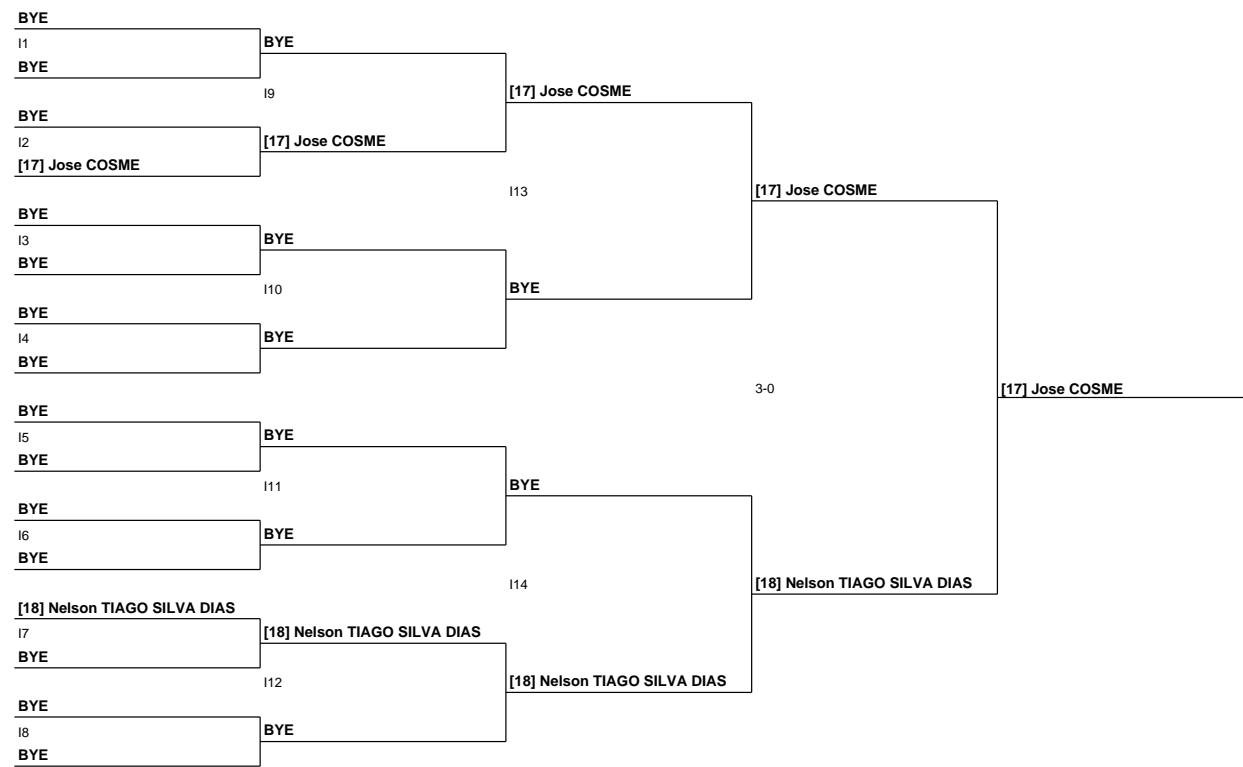 BYE
I1
BYE
BYE
I9
[17] Jose COSME
BYE
I2
[17] Jose COSME
[17] Jose COSME
I13
[17] Jose COSME
BYE
I3
BYE
BYE
I10
BYE
BYE
I4
BYE
BYE
3-0
[17] Jose COSME
BYE
I5
BYE
BYE
I11
BYE
BYE
I6
BYE
BYE
I14
[18] Nelson TIAGO SILVA DIAS
[18] Nelson TIAGO SILVA DIAS
I7
[18] Nelson TIAGO SILVA DIAS
BYE
I12
[18] Nelson TIAGO SILVA DIAS
BYE
I8
BYE
BYE